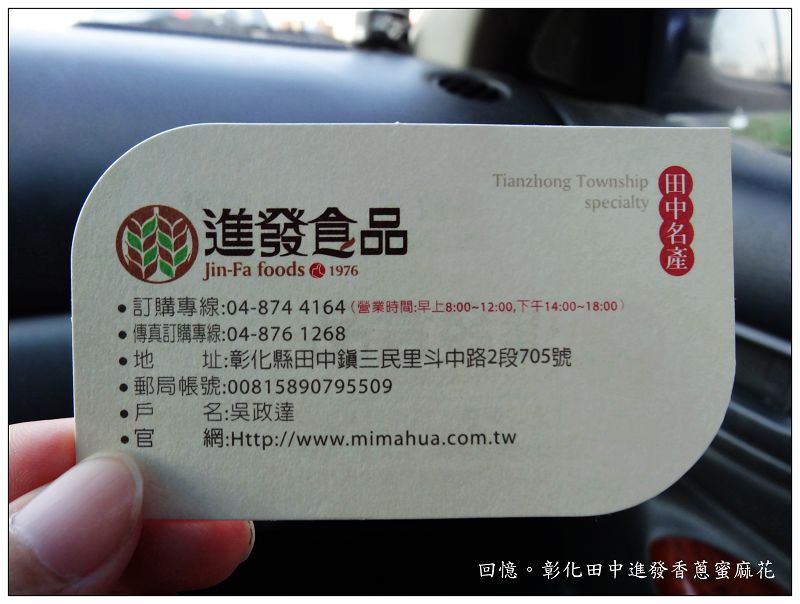 Tianzhong Township
specialty
田中名產
進發食品
Jin-Fa foods 1976
•訂購專線:04-874 4164(營業時間:早上8:00~12:00,下午14:00~18:00)
•傳真訂購專線:04-876 1268
•地 址:彰化縣田中鎮三民里斗中路2段705號
•郵局帳號:00815890795509
•戶 名:吳政達
•官 網:Http://www.mimahua.com.tw
回憶。彰化田中進發香蔥蜜麻花